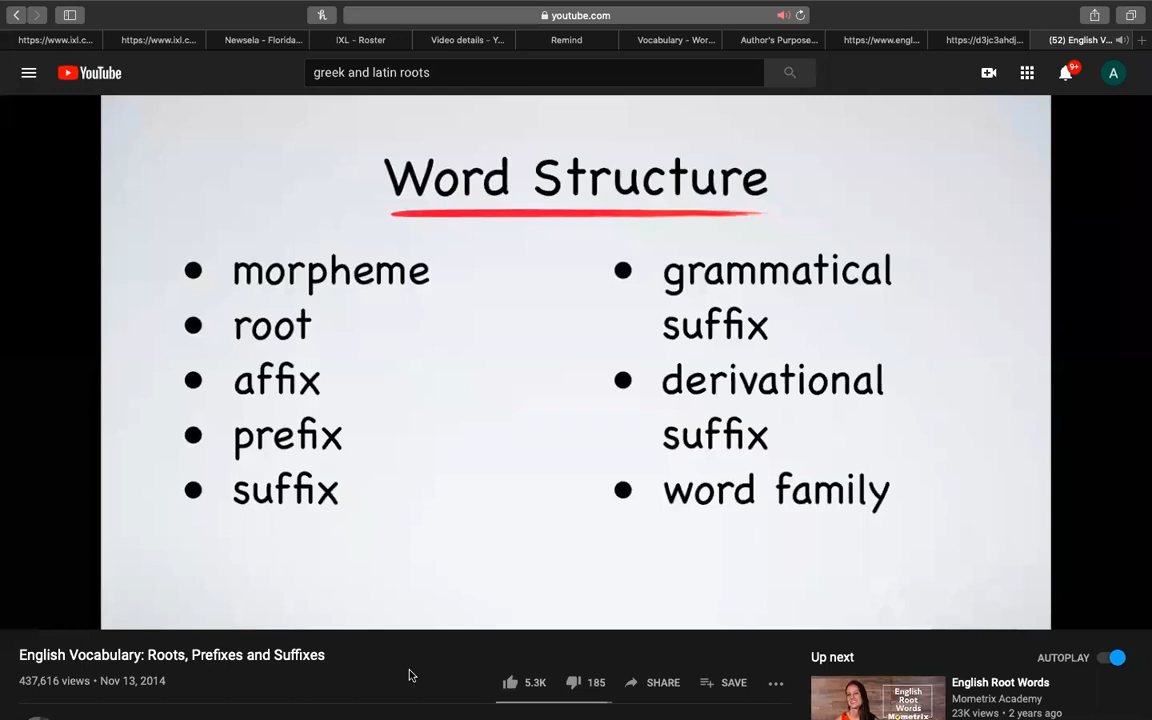 youtube.com
https://www.ixl.c...
https://www.ixl.c...
Newsela - Florida...
IXL - Roster
Video details - Y...
Remind
Vocabulary - Wor...
Author's Purpose...
https://www.engl...
https://d3jc3ahdj...
(52) English V...
YouTube
greek and latin roots
9+
A
Word Structure
• morpheme
• root
• affix
• prefix
• suffix
• grammatical
suffix
• derivational
suffix
• word family
English Vocabulary: Roots, Prefixes and Suffixes
437,616 views • Nov 13, 2014
5.3K
185
SHARE
SAVE
Up next
AUTOPLAY
English
Root
Words
Mometrix
English Root Words
Mometrix Academy
23K views • 2 years ago